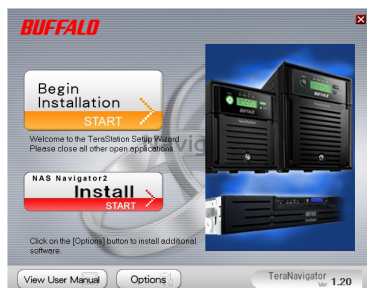 BUFFALO
Begin
Installation
START
Welcome to the TeraStation Setup Wizard.
Please close all other open applications.
NAS Navigator2
Install
START
Click on the [Options] button to install additional
software.
View User Manual
Options
TeraNavigator
Ver 1.20